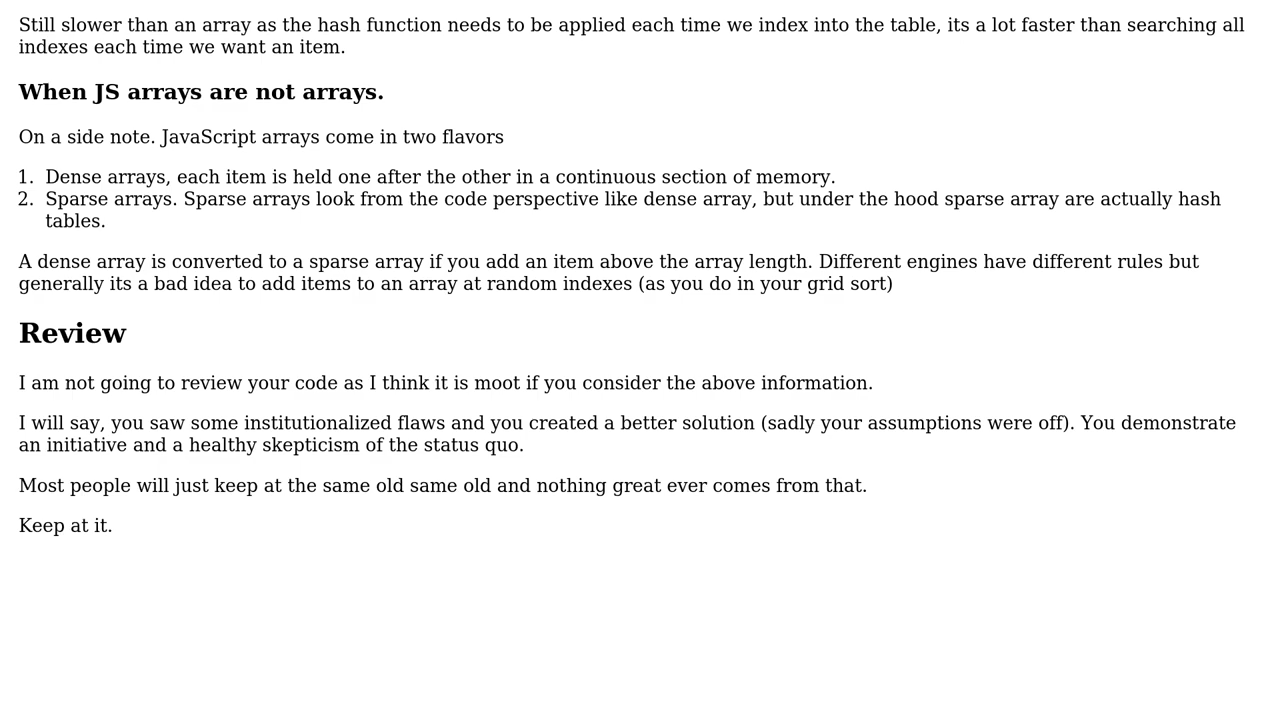 Still slower than an array as the hash function needs to be applied each time we index into the table, its a lot faster than searching all
indexes each time we want an item.
When JS arrays are not arrays.
On a side note. JavaScript arrays come in two flavors
1. Dense arrays, each item is held one after the other in a continuous section of memory.
2. Sparse arrays. Sparse arrays look from the code perspective like dense array, but under the hood sparse array are actually hash
tables.
A dense array is converted to a sparse array if you add an item above the array length. Different engines have different rules but
generally its a bad idea to add items to an array at random indexes (as you do in your grid sort)
Review
I am not going to review your code as I think it is moot if you consider the above information.
I will say, you saw some institutionalized flaws and you created a better solution (sadly your assumptions were off). You demonstrate
an initiative and a healthy skepticism of the status quo.
Most people will just keep at the same old same old and nothing great ever comes from that.
Keep at it.